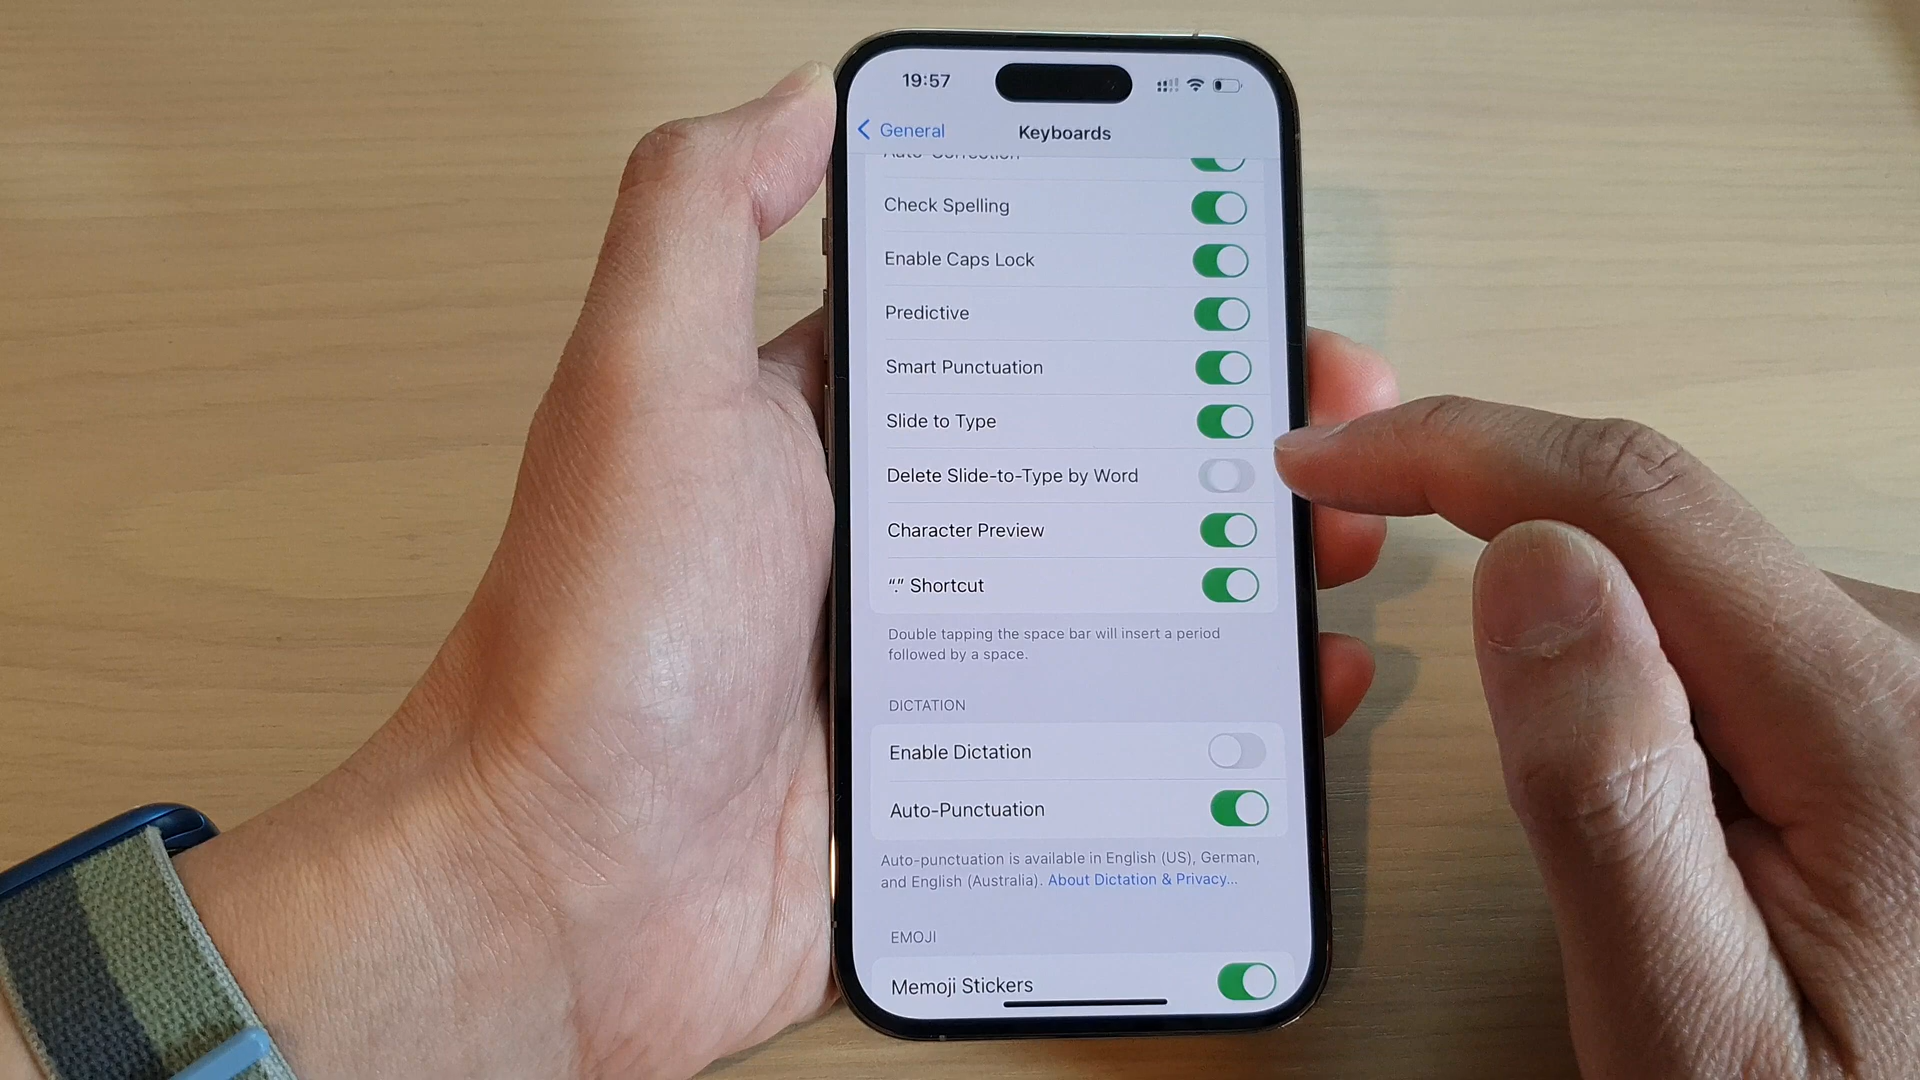 19:57
General
Keyboards
Auto-Correction
Check Spelling
Enable Caps Lock
Predictive
Smart Punctuation
Slide to Type
Delete Slide-to-Type by Word
Character Preview
“.” Shortcut
Double tapping the space bar will insert a period
followed by a space.
DICTATION
Enable Dictation
Auto-Punctuation
Auto-punctuation is available in English (US), German,
and English (Australia). About Dictation & Privacy...
EMOJI
Memoji Stickers